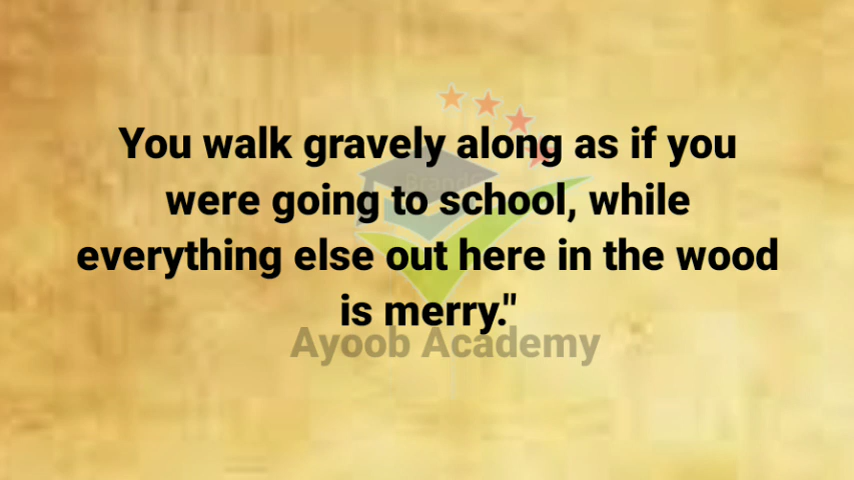 You walk gravely along as if you
were going to school, while
everything else out here in the wood
is merry."
Ayoob Academy